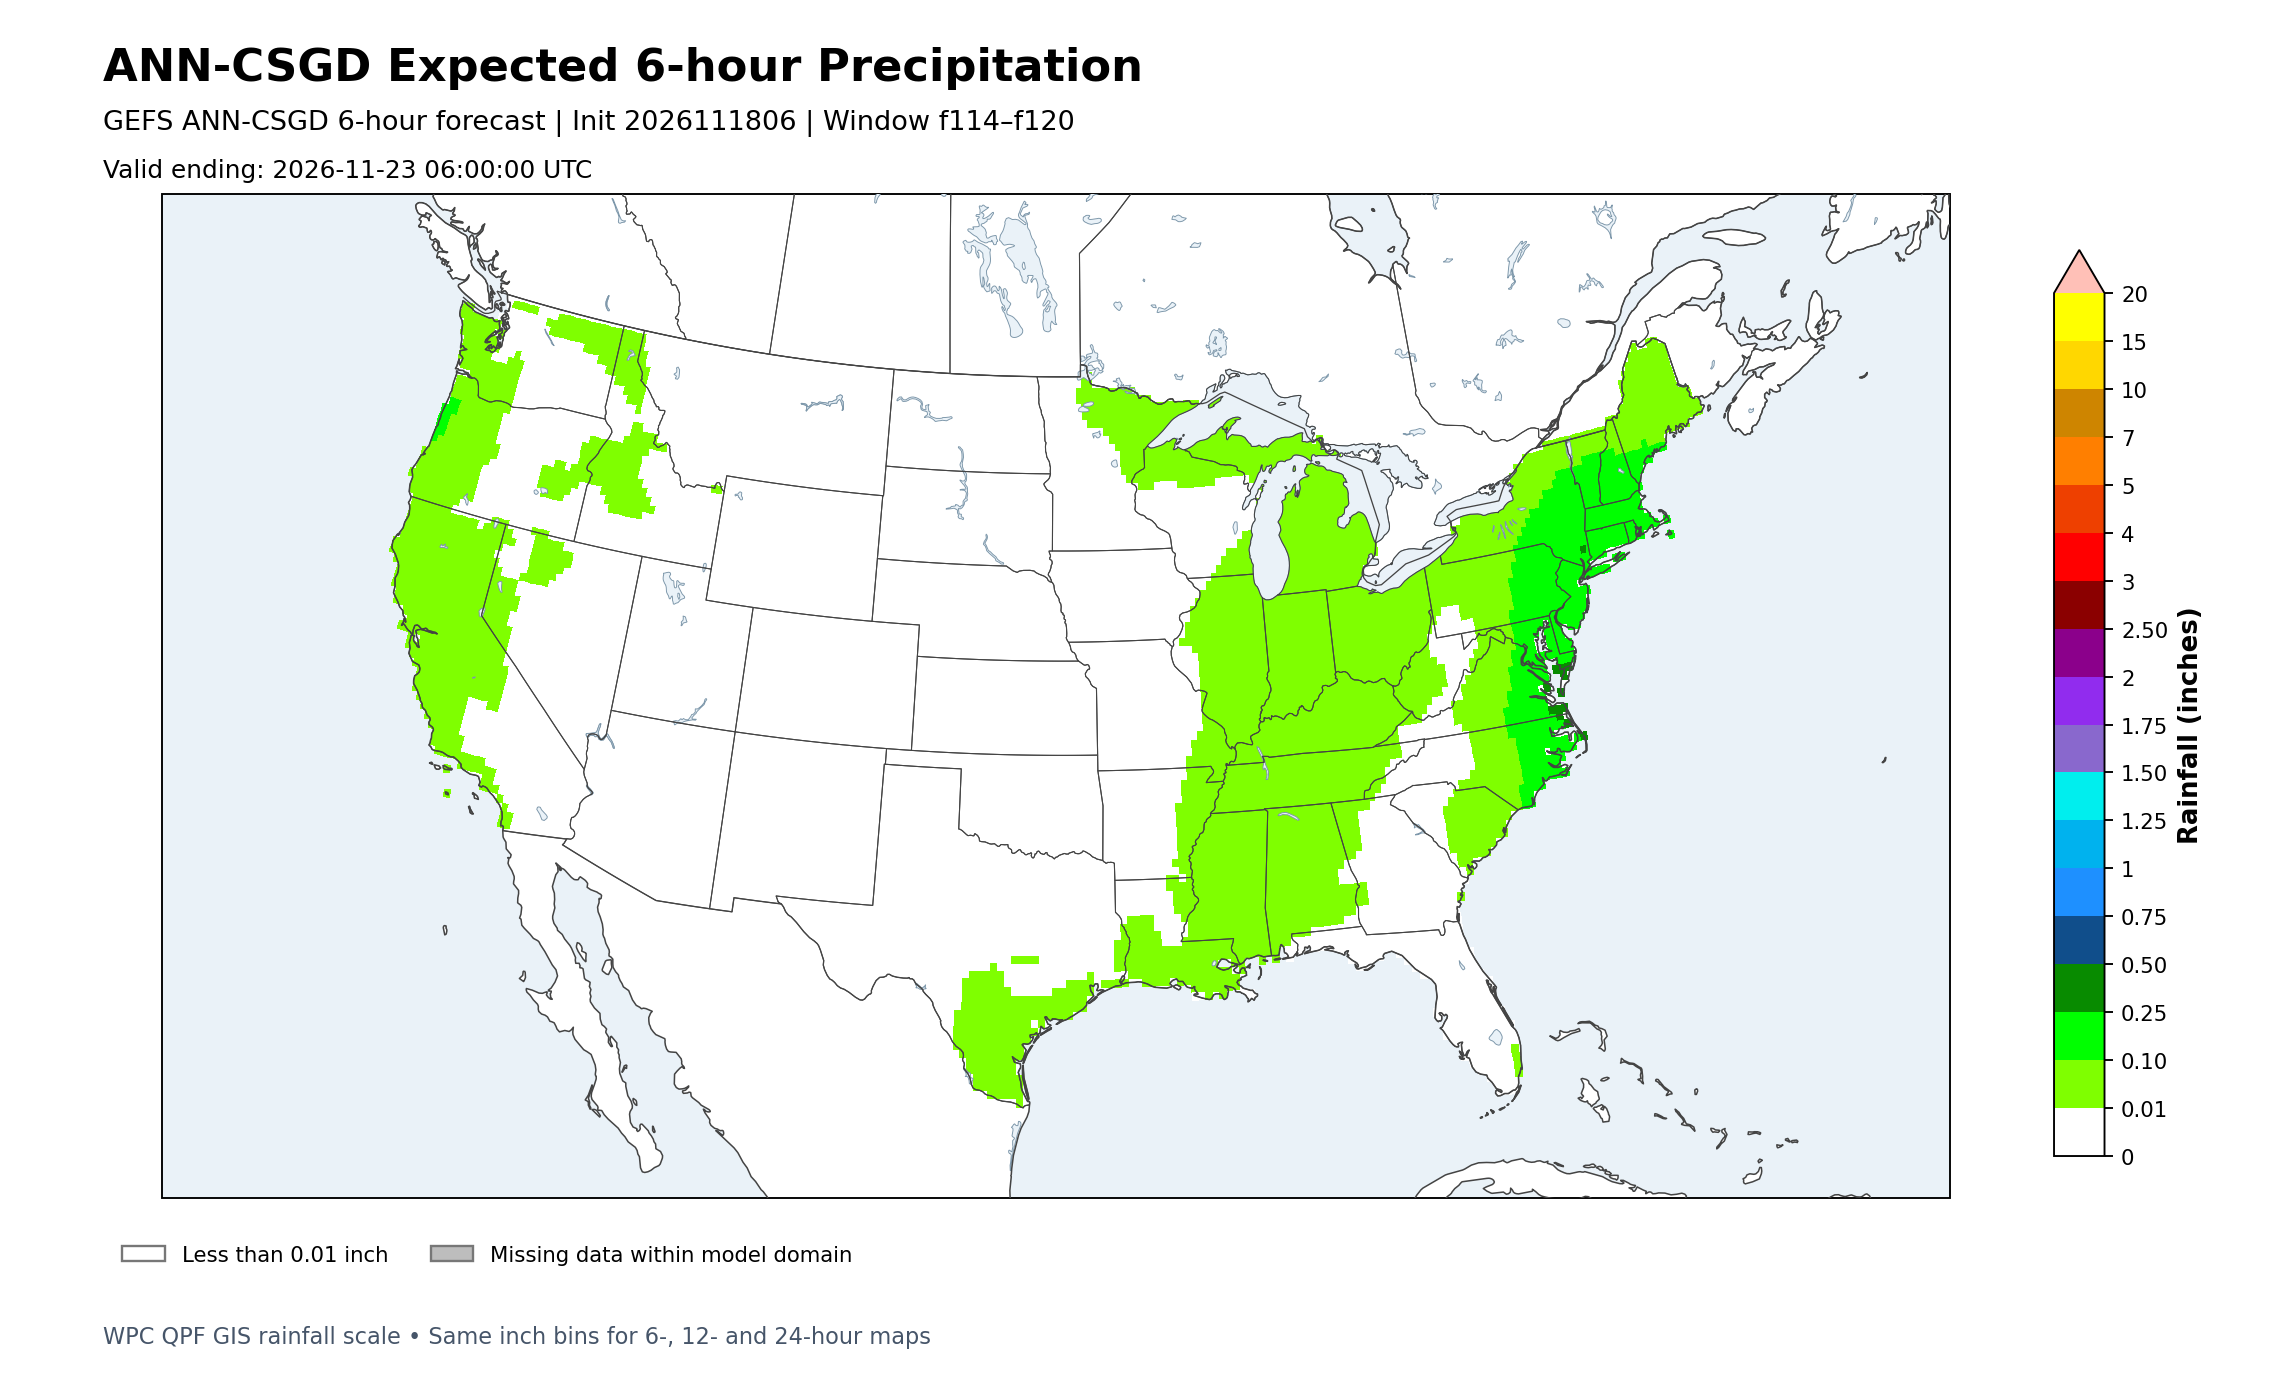 ANN-CSGD Expected 6-hour Precipitation
GEFS ANN-CSGD 6-hour forecast | Init 2026111806 | Window f114–f120
Valid ending: 2026-11-23 06:00:00 UTC
20
15
10
7
5
4
3
2.50
2
1.75
1.50
1.25
1
0.75
0.50
0.25
0.10
0.01
0
Rainfall (inches)
Less than 0.01 inch
Missing data within model domain
WPC QPF GIS rainfall scale • Same inch bins for 6-, 12- and 24-hour maps